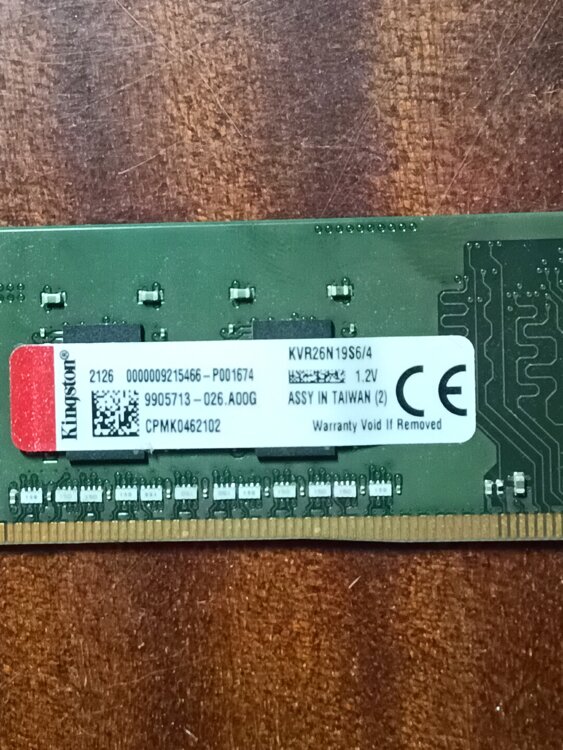 Kingston®
2126 0000009215466-P001674
9905713-026.A00G
CPMK0462102
KVR26N19S6/4
1.2V
ASSY IN TAIWAN (2)
CE
Warranty Void If Removed